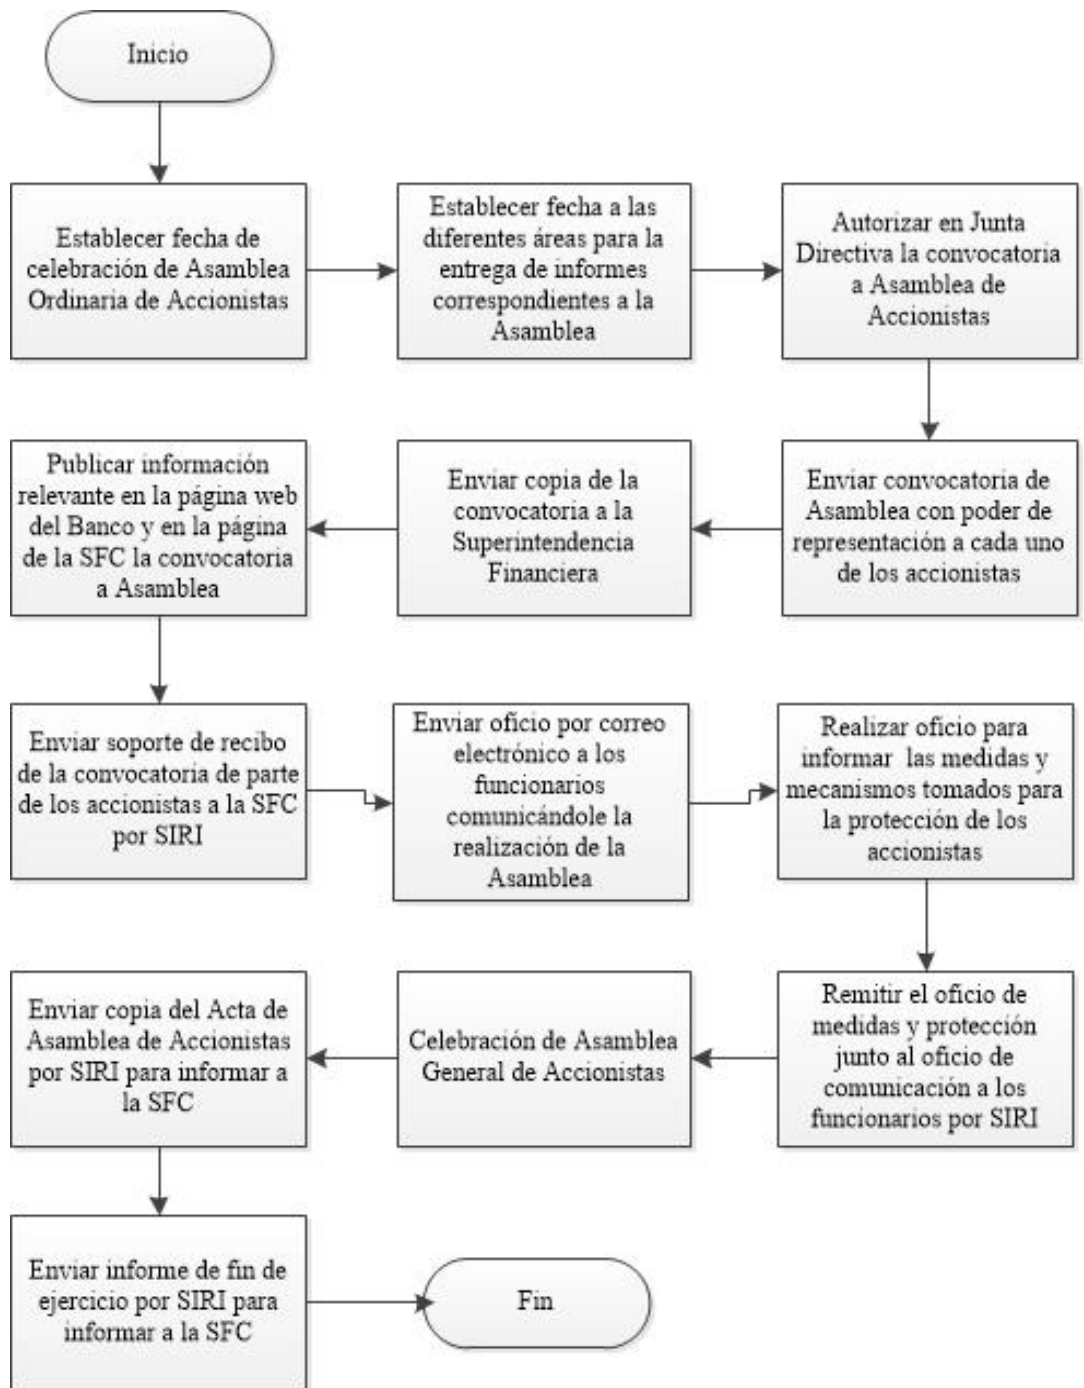 Inicio
Establecer fecha de
celebración de Asamblea
Ordinaria de Accionistas
Establecer fecha a las
diferentes áreas para la
entrega de informes
correspondientes a la
Asamblea
Autorizar en Junta
Directiva la convocatoria
a Asamblea de
Accionistas
Enviar convocatoria de
Asamblea con poder de
representación a cada uno
de los accionistas
Enviar copia de la
convocatoria a la
Superintendencia
Financiera
Publicar información
relevante en la página web
del Banco y en la página
de la SFC la convocatoria
a Asamblea
Enviar soporte de recibo
de la convocatoria de parte
de los accionistas a la SFC
por SIRI
Enviar oficio por correo
electrónico a los
funcionarios
comunicándole la
realización de la
Asamblea
Realizar oficio para
informar las medidas y
mecanismos tomados para
la protección de los
accionistas
Remitir el oficio de
medidas y protección
junto al oficio de
comunicación a los
funcionarios por SIRI
Celebración de Asamblea
General de Accionistas
Enviar copia del Acta de
Asamblea de Accionistas
por SIRI para informar a
la SFC
Enviar informe de fin de
ejercicio por SIRI para
informar a la SFC
Fin